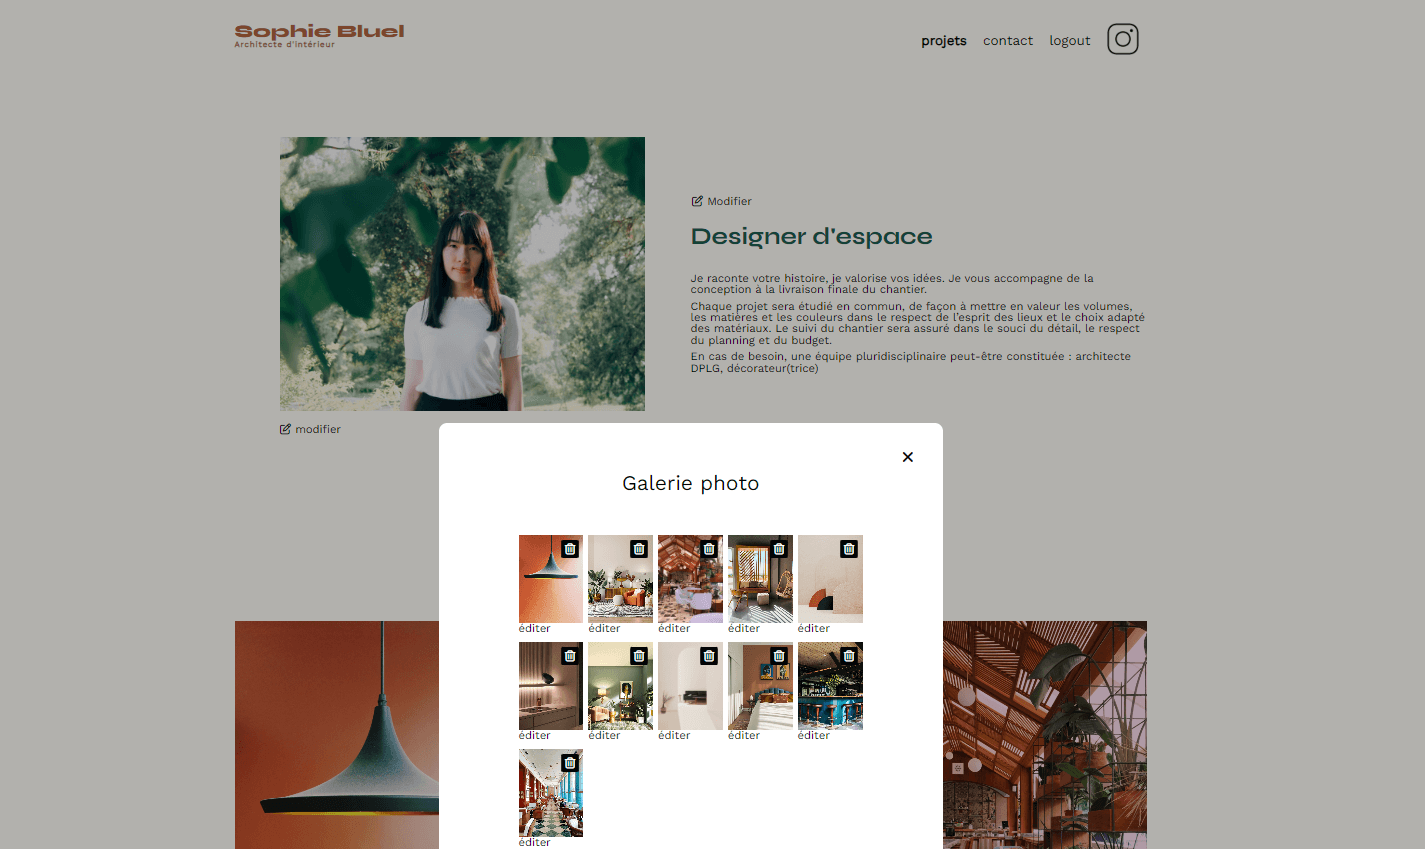 Sophie Bluel
Architecte d'intérieur
projets contact logout
Modifier
Designer d'espace
Je raconte votre histoire, je valorise vos idées. Je vous accompagne de la
conception à la livraison finale du chantier.
Chaque projet sera étudié en commun, de façon à mettre en valeur les volumes,
les matières et les couleurs dans le respect de l'esprit des lieux et le choix adapté
des matériaux. Le suivi du chantier sera assuré dans le souci du détail, le respect
du planning et du budget.
En cas de besoin, une équipe pluridisciplinaire peut-être constituée : architecte
DPLG, décorateur(trice)
modifier
Galerie photo
éditer éditer éditer éditer éditer
éditer éditer éditer éditer éditer
éditer